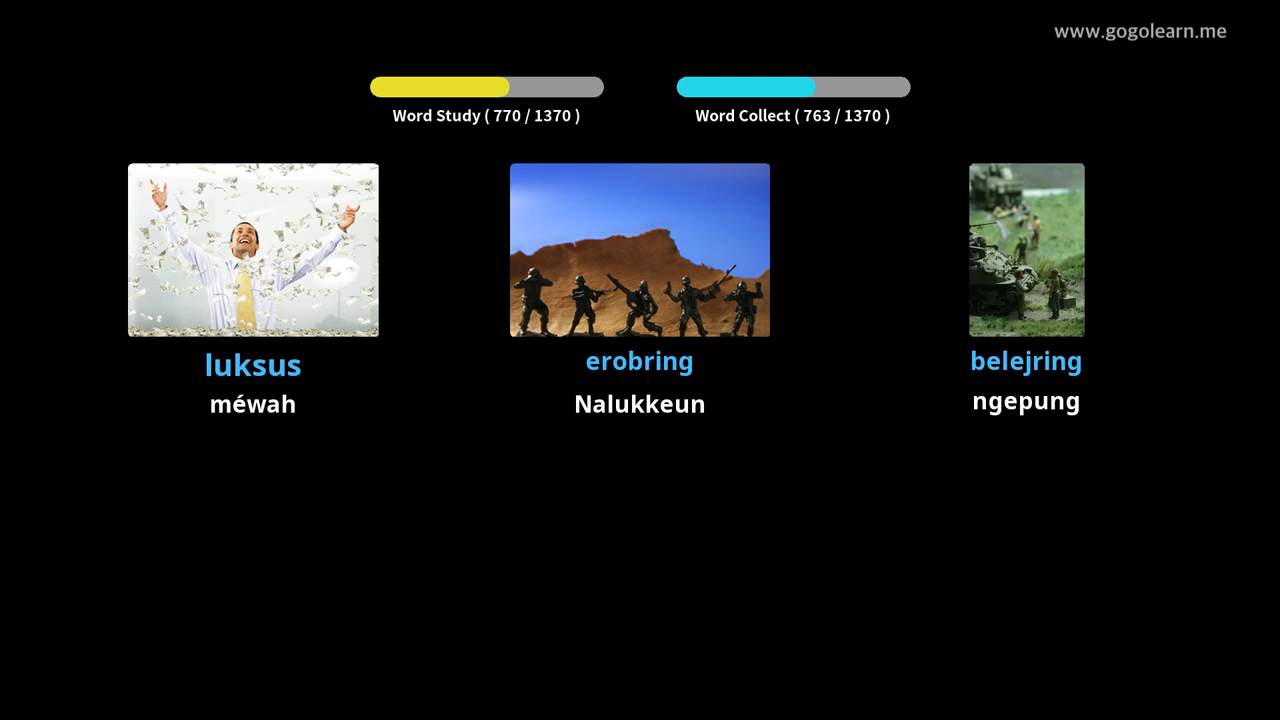 www.gogolearn.me
Word Study ( 770 / 1370 )
Word Collect ( 763 / 1370 )
luksus
méwah
erobring
Nalukkeun
belejring
ngepung